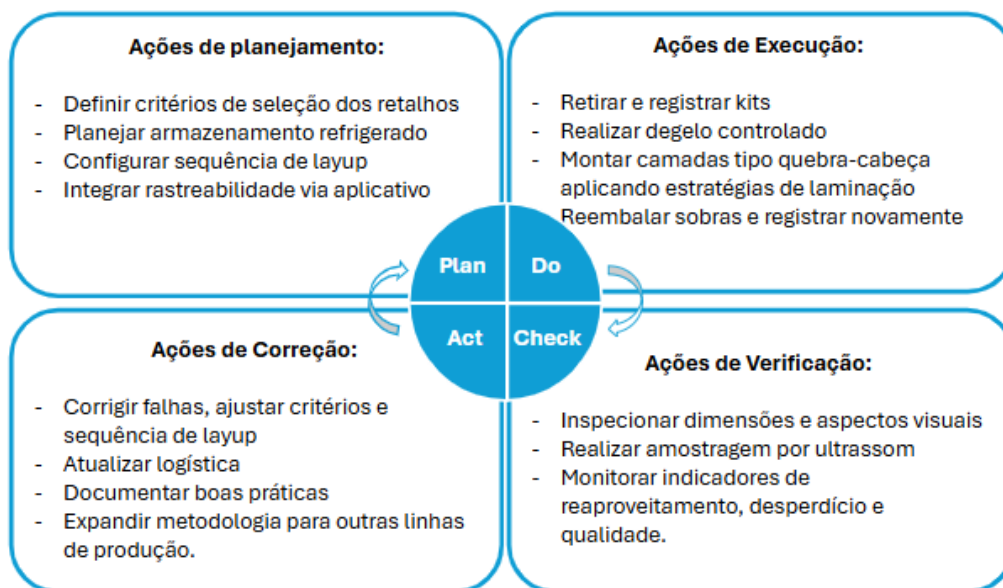 Ações de planejamento:
- Definir critérios de seleção dos retalhos
- Planejar armazenamento refrigerado
- Configurar sequência de layup
- Integrar rastreabilidade via aplicativo
Ações de Execução:
- Retirar e registrar kits
- Realizar degelo controlado
- Montar camadas tipo quebra-cabeça
aplicando estratégias de laminação
Reembalar sobras e registrar novamente
Plan
Do
Act
Check
Ações de Correção:
- Corrigir falhas, ajustar critérios e
sequência de layup
- Atualizar logística
- Documentar boas práticas
- Expandir metodologia para outras linhas
de produção.
Ações de Verificação:
- Inspecionar dimensões e aspectos visuais
- Realizar amostragem por ultrassom
- Monitorar indicadores de
reaproveitamento, desperdício e
qualidade.